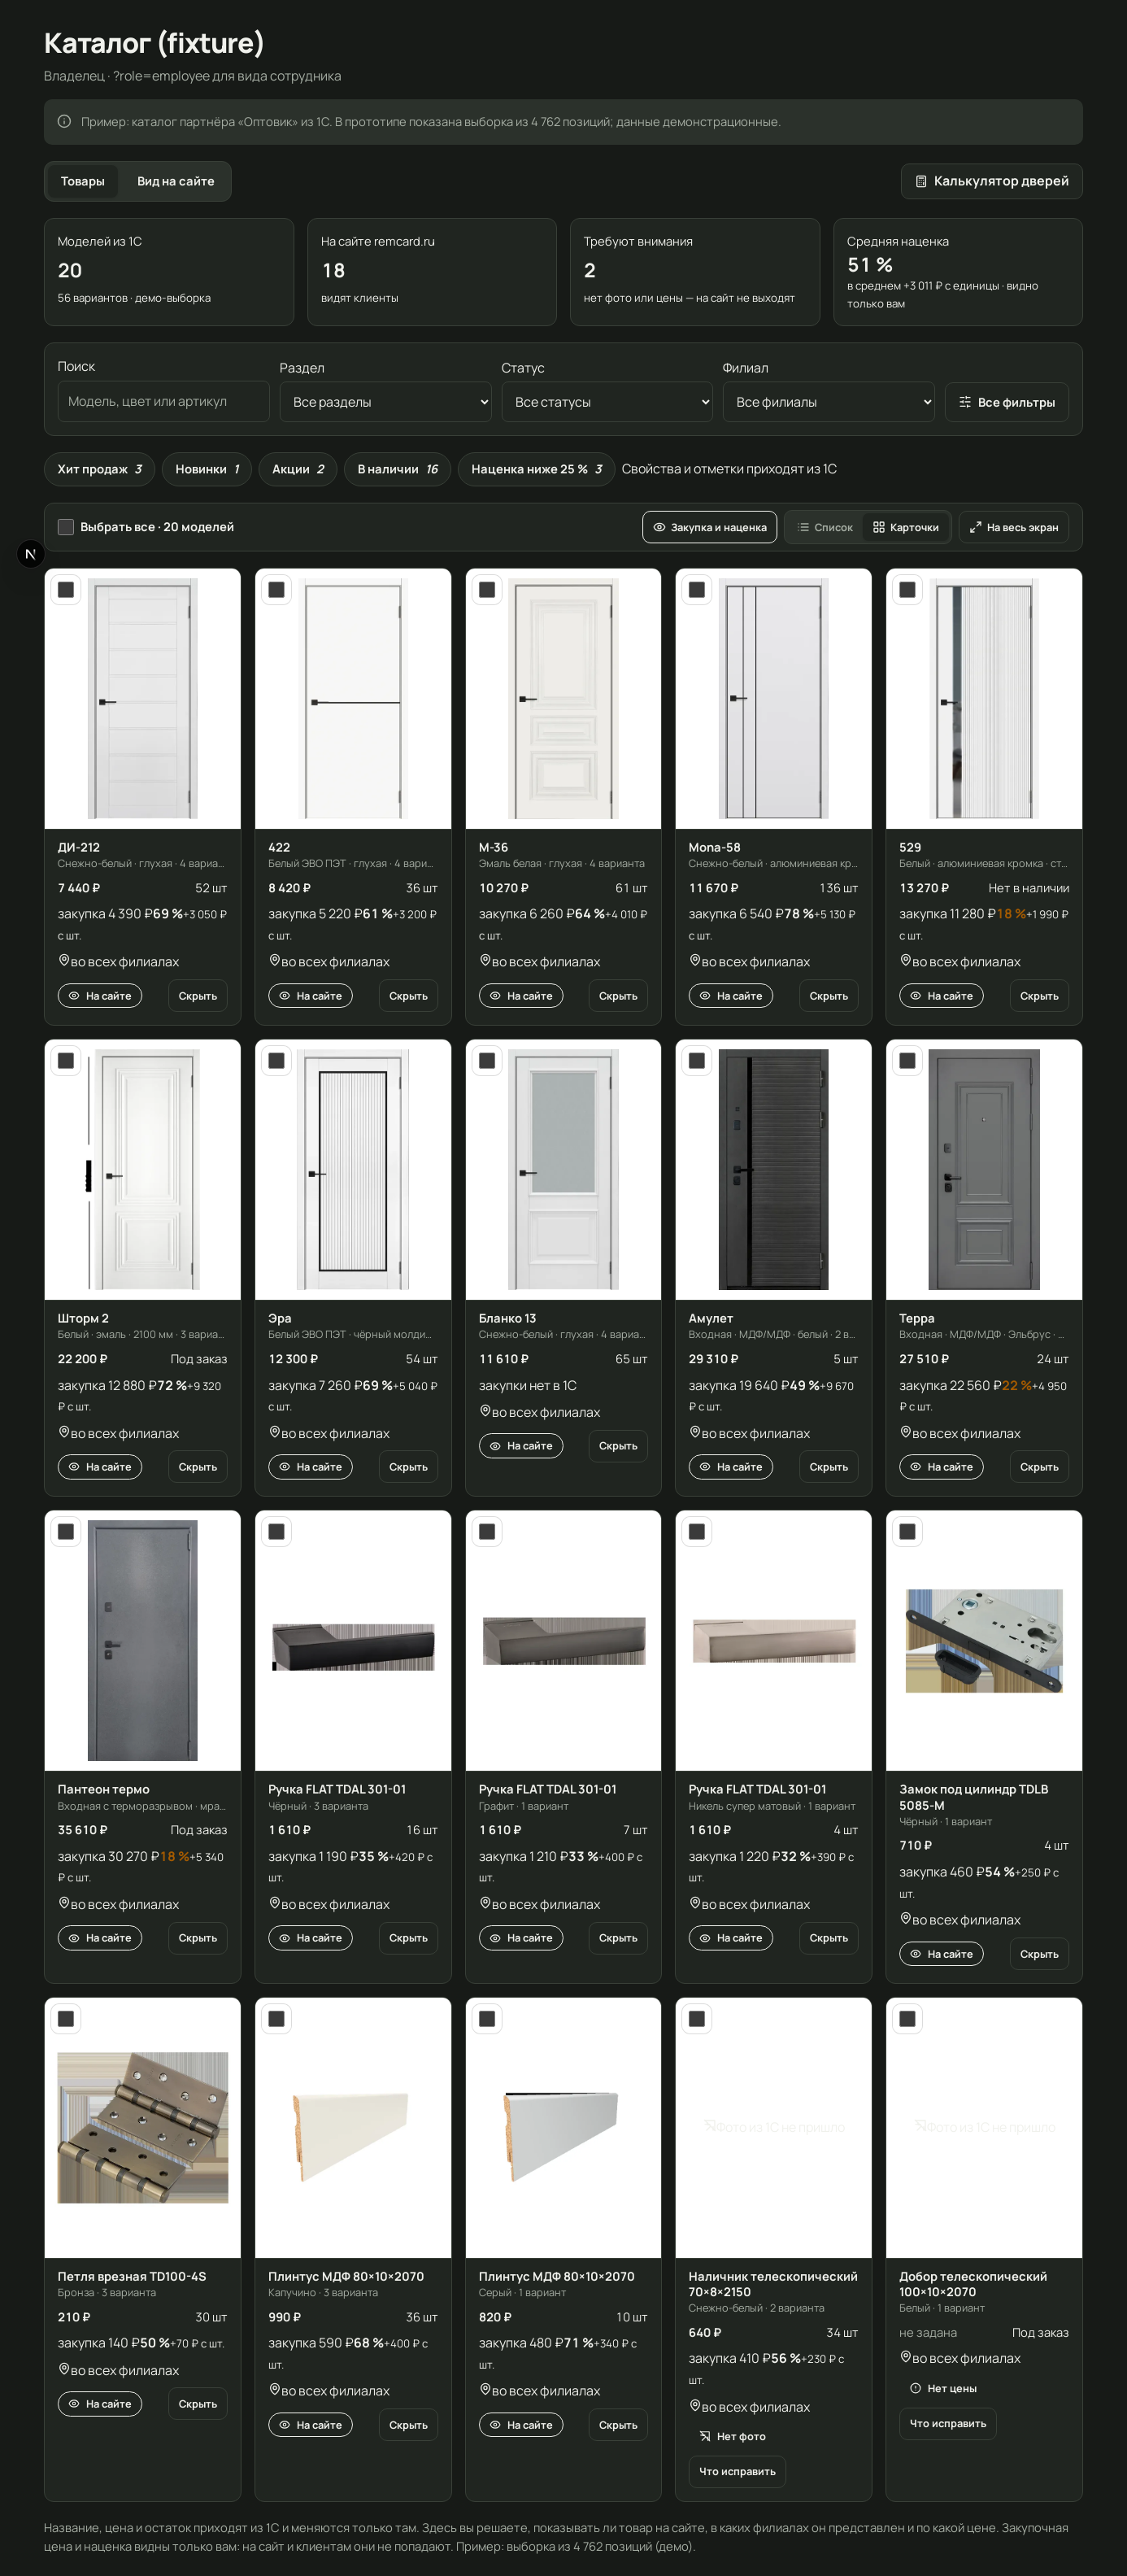 Каталог (fixture)
Владелец · ?role=employee для вида сотрудника
Пример: каталог партнёра «Оптовик» из 1С. В прототипе показана выборка из 4 762 позиций; данные демонстрационные.
Товары Вид на сайте Калькулятор дверей
Моделей из 1С
20
56 вариантов · демо-выборка
На сайте remcard.ru
18
видят клиенты
Требуют внимания
2
нет фото или цены — на сайт не выходят
Средняя наценка
51 %
в среднем +3 011 ₽ с единицы · видно
только вам
Поиск
Модель, цвет или артикул
Раздел
Все разделы
Статус
Все статусы
Филиал
Все филиалы
Все фильтры
Хит продаж 3 Новинки 1 Акции 2 В наличии 16 Наценка ниже 25 % 3 Свойства и отметки приходят из 1С
Выбрать все · 20 моделей Закупка и наценка Список Карточки На весь экран
N
ДИ-212
Снежно-белый · глухая · 4 вариа...
7 440 ₽ 52 шт
закупка 4 390 ₽69 %+3 050 ₽
с шт.
во всех филиалах
На сайте Скрыть
422
Белый ЭВО ПЭТ · глухая · 4 вари...
8 420 ₽ 36 шт
закупка 5 220 ₽61 %+3 200 ₽
с шт.
во всех филиалах
На сайте Скрыть
М-36
Эмаль белая · глухая · 4 варианта
10 270 ₽ 61 шт
закупка 6 260 ₽64 %+4 010 ₽
с шт.
во всех филиалах
На сайте Скрыть
Mona-58
Снежно-белый · алюминиевая кр...
11 670 ₽ 136 шт
закупка 6 540 ₽78 %+5 130 ₽
с шт.
во всех филиалах
На сайте Скрыть
529
Белый · алюминиевая кромка · ст...
13 270 ₽ Нет в наличии
закупка 11 280 ₽18 %+1 990 ₽
с шт.
во всех филиалах
На сайте Скрыть
Шторм 2
Белый · эмаль · 2100 мм · 3 вариа...
22 200 ₽ Под заказ
закупка 12 880 ₽72 %+9 320
₽ с шт.
во всех филиалах
На сайте Скрыть
Эра
Белый ЭВО ПЭТ · чёрный молди...
12 300 ₽ 54 шт
закупка 7 260 ₽69 %+5 040 ₽
с шт.
во всех филиалах
На сайте Скрыть
Бланко 13
Снежно-белый · глухая · 4 вариа...
11 610 ₽ 65 шт
закупки нет в 1С
во всех филиалах
На сайте Скрыть
Амулет
Входная · МДФ/МДФ · белый · 2 в...
29 310 ₽ 5 шт
закупка 19 640 ₽49 %+9 670
₽ с шт.
во всех филиалах
На сайте Скрыть
Терра
Входная · МДФ/МДФ · Эльбрус · ...
27 510 ₽ 24 шт
закупка 22 560 ₽22 %+4 950
₽ с шт.
во всех филиалах
На сайте Скрыть
Пантеон термо
Входная с терморазрывом · мра...
35 610 ₽ Под заказ
закупка 30 270 ₽18 %+5 340
₽ с шт.
во всех филиалах
На сайте Скрыть
Ручка FLAT TDAL 301-01
Чёрный · 3 варианта
1 610 ₽ 16 шт
закупка 1 190 ₽35 %+420 ₽ с
шт.
во всех филиалах
На сайте Скрыть
Ручка FLAT TDAL 301-01
Графит · 1 вариант
1 610 ₽ 7 шт
закупка 1 210 ₽33 %+400 ₽ с
шт.
во всех филиалах
На сайте Скрыть
Ручка FLAT TDAL 301-01
Никель супер матовый · 1 вариант
1 610 ₽ 4 шт
закупка 1 220 ₽32 %+390 ₽ с
шт.
во всех филиалах
На сайте Скрыть
Замок под цилиндр TDLB
5085-M
Чёрный · 1 вариант
710 ₽ 4 шт
закупка 460 ₽54 %+250 ₽ с
шт.
во всех филиалах
На сайте Скрыть
Петля врезная TD100-4S
Бронза · 3 варианта
210 ₽ 30 шт
закупка 140 ₽50 %+70 ₽ с шт.
во всех филиалах
На сайте Скрыть
Плинтус МДФ 80×10×2070
Капучино · 3 варианта
990 ₽ 36 шт
закупка 590 ₽68 %+400 ₽ с
шт.
во всех филиалах
На сайте Скрыть
Плинтус МДФ 80×10×2070
Серый · 1 вариант
820 ₽ 10 шт
закупка 480 ₽71 %+340 ₽ с
шт.
во всех филиалах
На сайте Скрыть
Фото из 1С не пришло
Наличник телескопический
70×8×2150
Снежно-белый · 2 варианта
640 ₽ 34 шт
закупка 410 ₽56 %+230 ₽ с
шт.
во всех филиалах
Нет фото
Что исправить
Фото из 1С не пришло
Добор телескопический
100×10×2070
Белый · 1 вариант
не задана Под заказ
во всех филиалах
Нет цены
Что исправить
Название, цена и остаток приходят из 1С и меняются только там. Здесь вы решаете, показывать ли товар на сайте, в каких филиалах он представлен и по какой цене. Закупочная
цена и наценка видны только вам: на сайт и клиентам они не попадают. Пример: выборка из 4 762 позиций (демо).